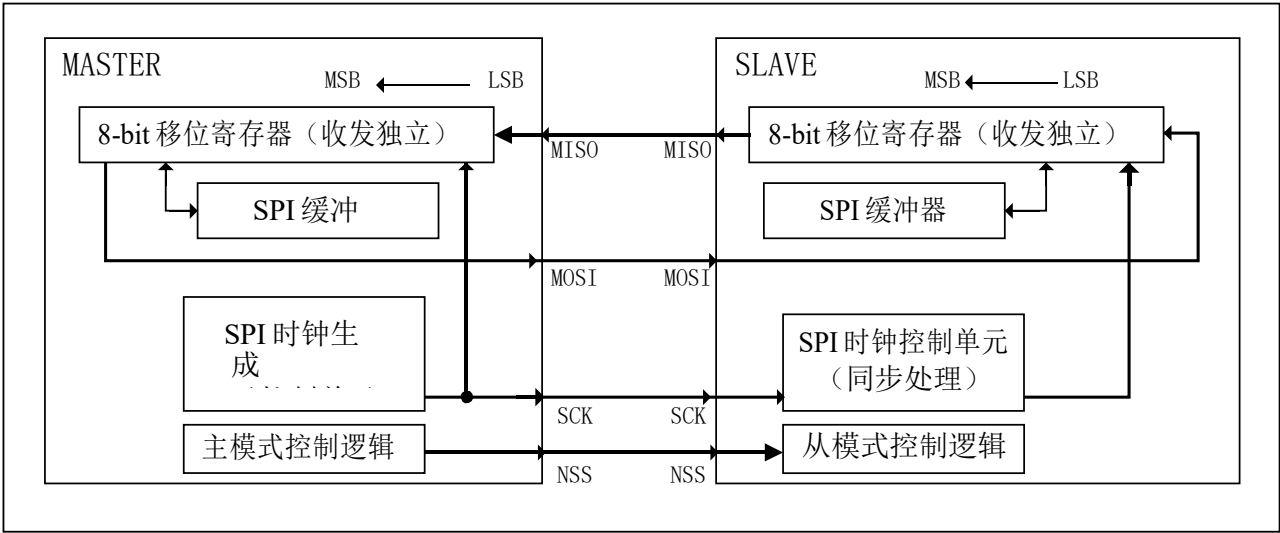 MASTER
MSB LSB
8-bit 移位寄存器（收发独立）
SPI 缓冲
SPI 时钟生
成
主模式控制逻辑
MISO MISO
MOSI MOSI
SCK SCK
NSS NSS
SLAVE
MSB LSB
8-bit 移位寄存器（收发独立）
SPI 缓冲器
SPI 时钟控制单元
（同步处理）
从模式控制逻辑